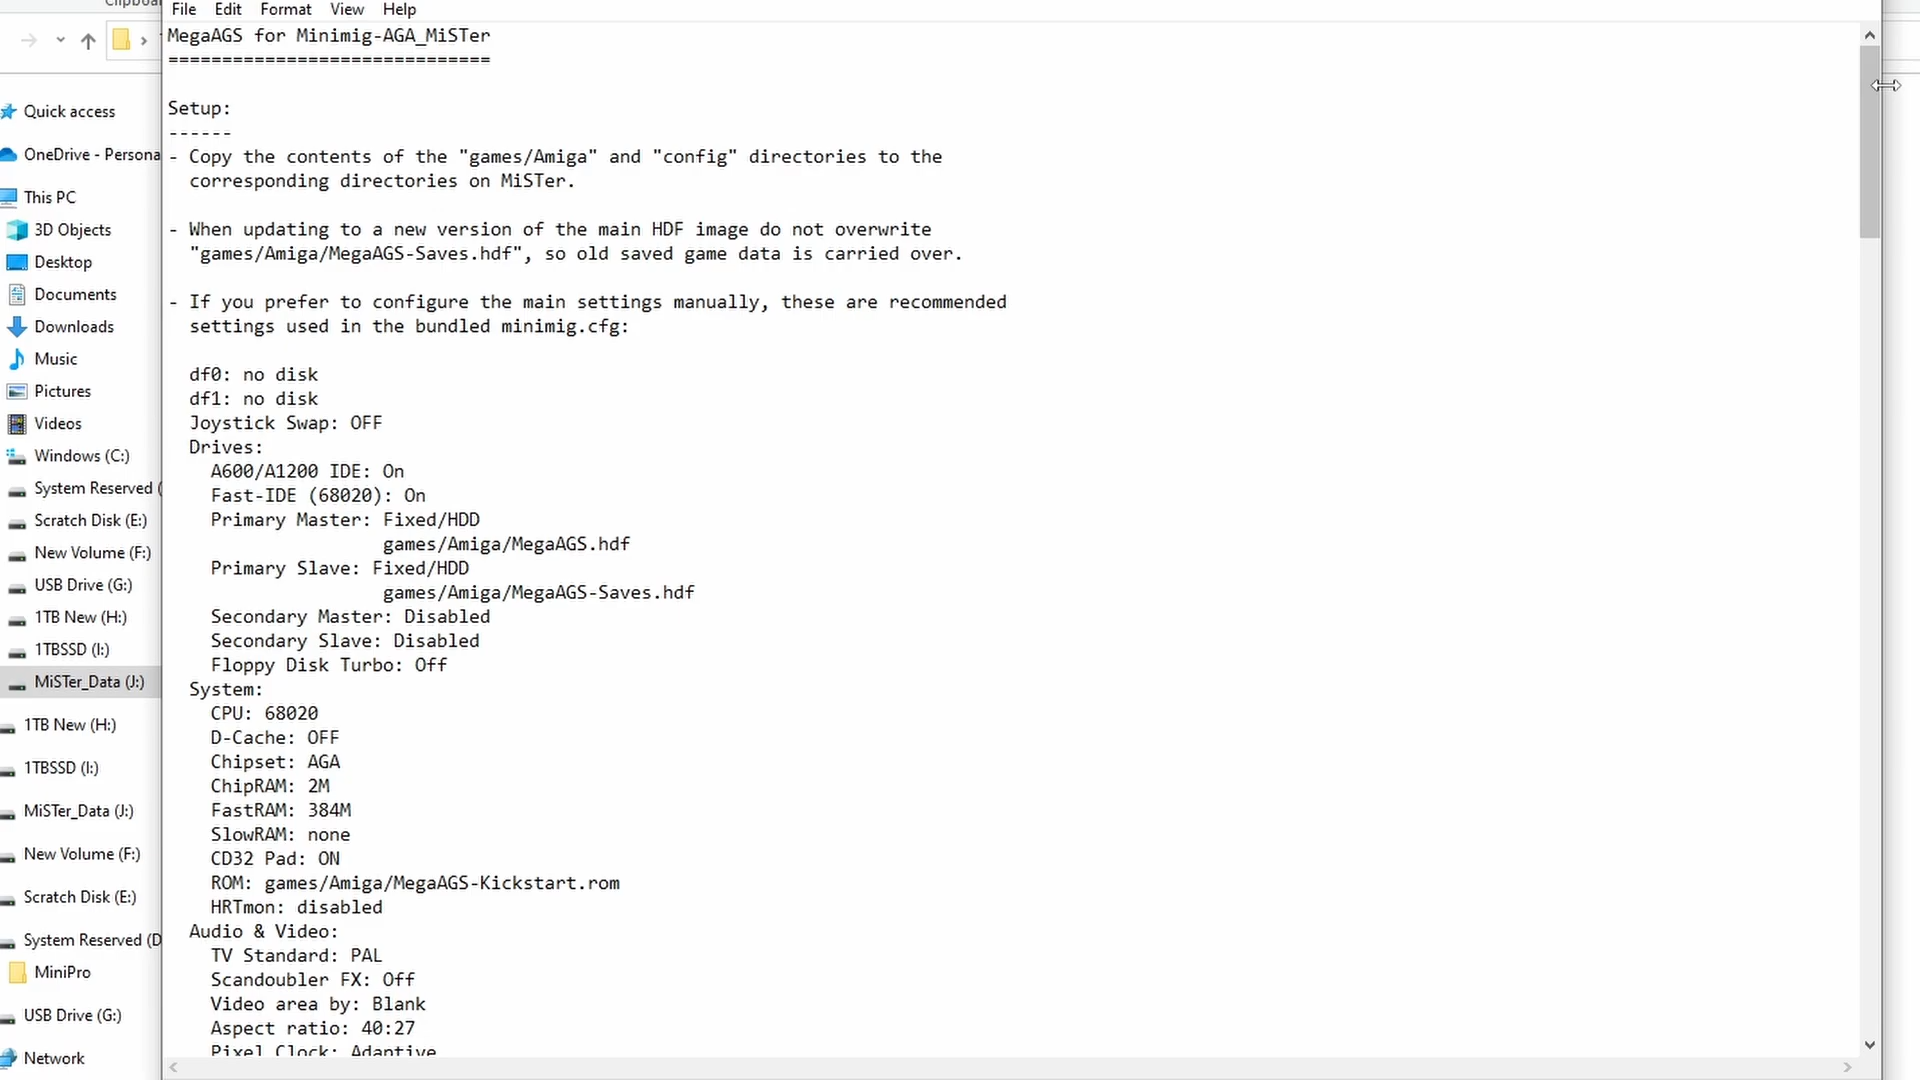 Clipboa
File Edit Format View Help
MegaAGS for Minimig-AGA_MiSTer
==============================
Setup:
------
- Copy the contents of the "games/Amiga" and "config" directories to the
corresponding directories on MiSTer.
- When updating to a new version of the main HDF image do not overwrite
"games/Amiga/MegaAGS-Saves.hdf", so old saved game data is carried over.
- If you prefer to configure the main settings manually, these are recommended
settings used in the bundled minimig.cfg:
df0: no disk
df1: no disk
Joystick Swap: OFF
Drives:
A600/A1200 IDE: On
Fast-IDE (68020): On
Primary Master: Fixed/HDD
games/Amiga/MegaAGS.hdf
Primary Slave: Fixed/HDD
games/Amiga/MegaAGS-Saves.hdf
Secondary Master: Disabled
Secondary Slave: Disabled
Floppy Disk Turbo: Off
System:
CPU: 68020
D-Cache: OFF
Chipset: AGA
ChipRAM: 2M
FastRAM: 384M
SlowRAM: none
CD32 Pad: ON
ROM: games/Amiga/MegaAGS-Kickstart.rom
HRTmon: disabled
Audio & Video:
TV Standard: PAL
Scandoubler FX: Off
Video area by: Blank
Aspect ratio: 40:27
Pixel Clock: Adaptive
Quick access
OneDrive - Persona
This PC
3D Objects
Desktop
Documents
Downloads
Music
Pictures
Videos
Windows (C:)
System Reserved (
Scratch Disk (E:)
New Volume (F:)
USB Drive (G:)
1TB New (H:)
1TBSSD (I:)
MiSTer_Data (J:)
1TB New (H:)
1TBSSD (I:)
MiSTer_Data (J:)
New Volume (F:)
Scratch Disk (E:)
System Reserved (D
MiniPro
USB Drive (G:)
Network